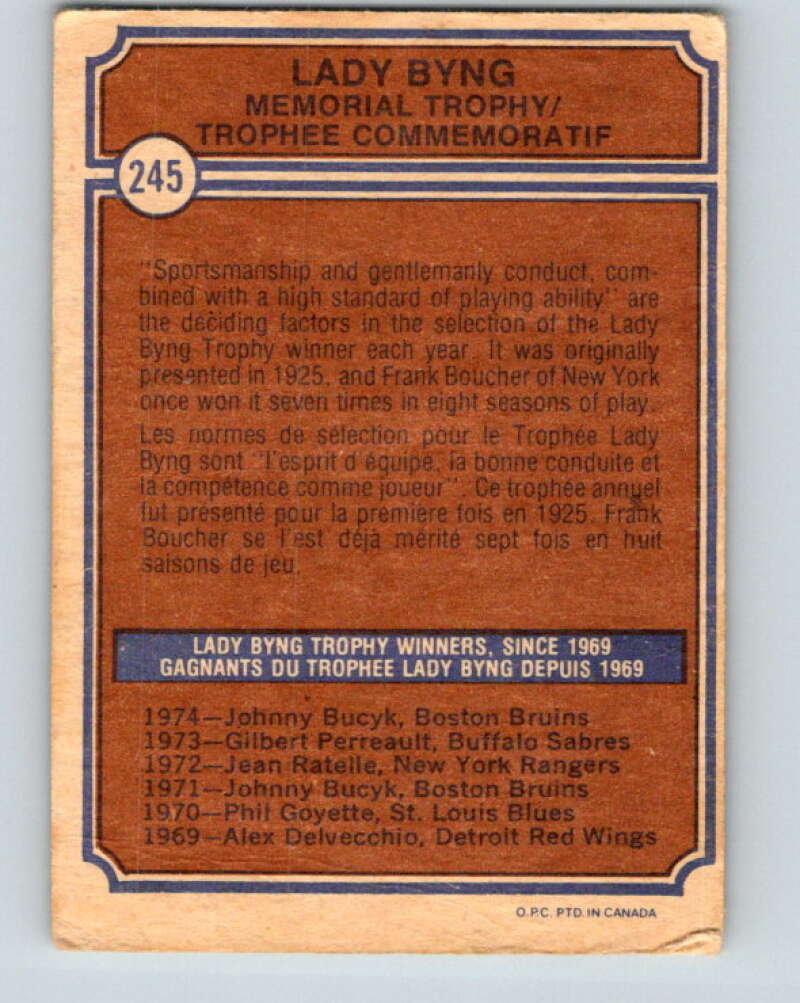 LADY BYNG
MEMORIAL TROPHY/
TROPHEE COMMEMORATIF
245
"Sportsmanship and gentlemanly conduct, com-
bined with a high standard of playing ability" are
the deciding factors in the selection of the Lady
Byng Trophy winner each year. It was originally
presented in 1925, and Frank Boucher of New York
once won it seven times in eight seasons of play.
Les normes de sélection pour le Trophée Lady
Byng sont "l'esprit d'équipe, la bonne conduite et
la compétence comme joueur". Ce trophée annuel
fut présenté pour la première fois en 1925. Frank
Boucher se l'est déjà mérité sept fois en huit
saisons de jeu.
LADY BYNG TROPHY WINNERS, SINCE 1969
GAGNANTS DU TROPHEE LADY BYNG DEPUIS 1969
1974—Johnny Bucyk, Boston Bruins
1973—Gilbert Perreault, Buffalo Sabres
1972—Jean Ratelle, New York Rangers
1971—Johnny Bucyk, Boston Bruins
1970—Phil Goyette, St. Louis Blues
1969—Alex Delvecchio, Detroit Red Wings
O.P.C. PTD. IN CANADA